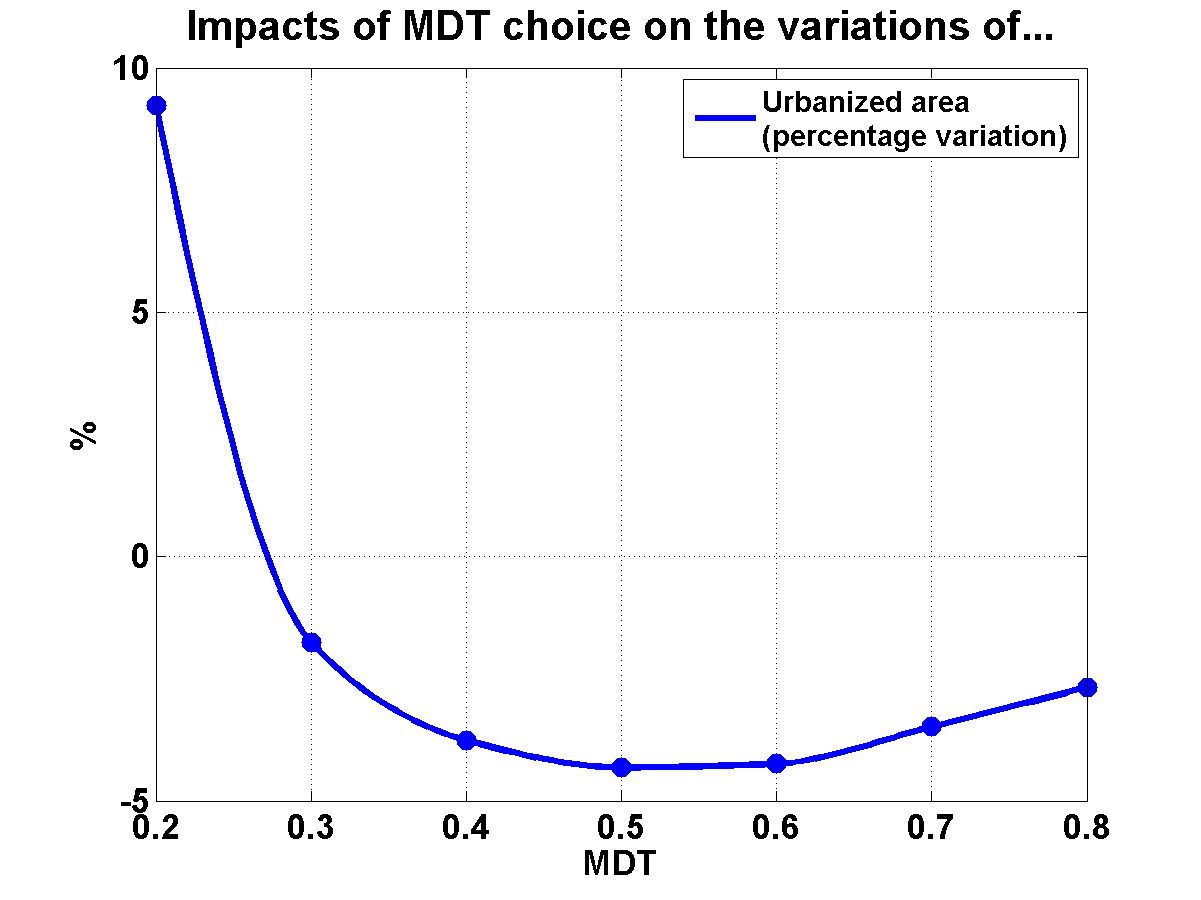 Impacts of MDT choice on the variations of...
Urbanized area
(percentage variation)
10
5
0
-5
%
0.2 0.3 0.4 0.5 0.6 0.7 0.8
MDT